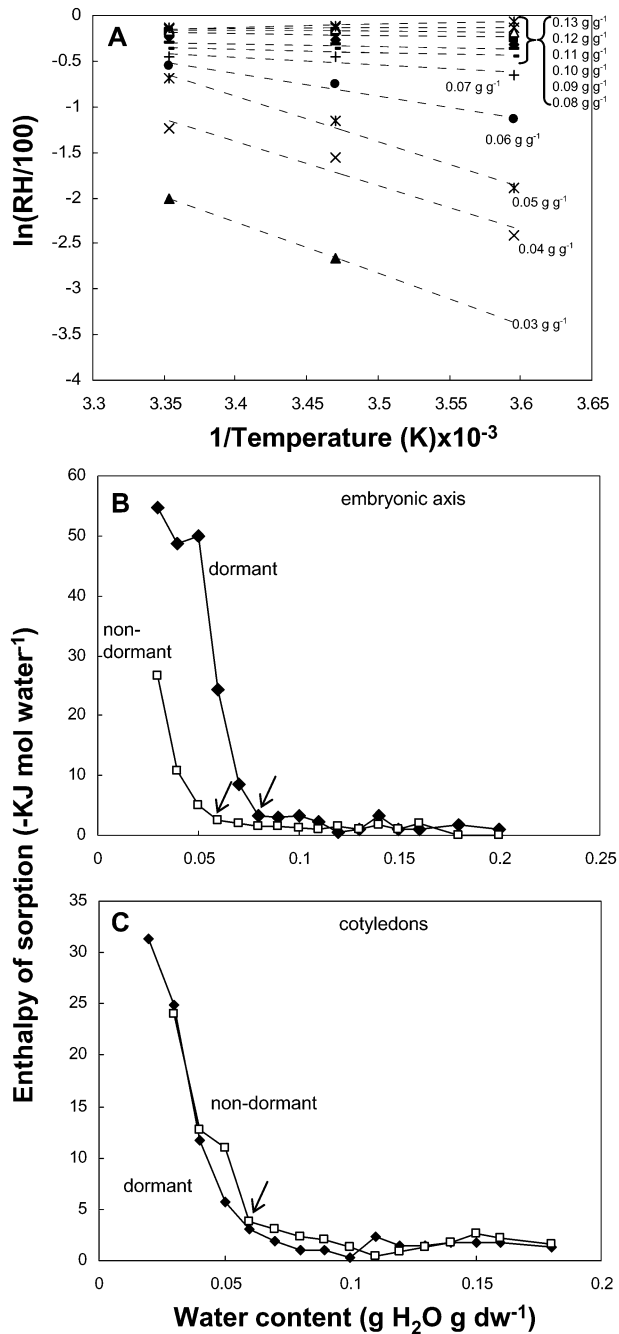 A
0
-0.5
-1
-1.5
-2
-2.5
-3
-3.5
-4
ln(RH/100)
0.13 g g-1
0.12 g g-1
0.11 g g-1
0.10 g g-1
0.09 g g-1
0.08 g g-1
0.07 g g-1
0.06 g g-1
0.05 g g-1
0.04 g g-1
0.03 g g-1
3.3 3.35 3.4 3.45 3.5 3.55 3.6 3.65
1/Temperature (K)x10-3
B
embryonic axis
60
50
40
30
20
10
0
dormant
non-
dormant
0 0.05 0.1 0.15 0.2 0.25
Enthalpy of sorption (-KJ mol water-1)
C
cotyledons
35
30
25
20
15
10
5
0
non-dormant
dormant
0 0.05 0.1 0.15 0.2
Water content (g H2O g dw-1)